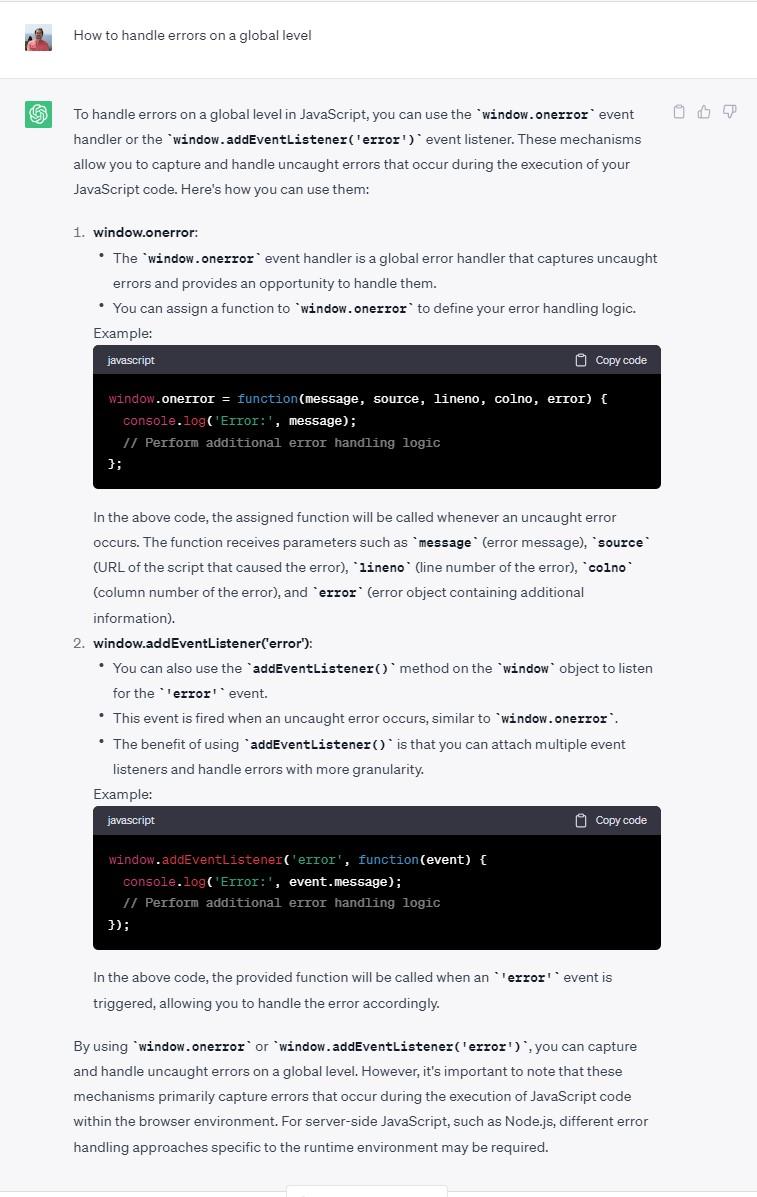 How to handle errors on a global level
To handle errors on a global level in JavaScript, you can use the `window.onerror` event
handler or the `window.addEventListener('error')` event listener. These mechanisms
allow you to capture and handle uncaught errors that occur during the execution of your
JavaScript code. Here's how you can use them:
1. window.onerror:
• The `window.onerror` event handler is a global error handler that captures uncaught
errors and provides an opportunity to handle them.
• You can assign a function to `window.onerror` to define your error handling logic.
Example:
javascript Copy code
window.onerror = function(message, source, lineno, colno, error) {
  console.log('Error:', message);
  // Perform additional error handling logic
};
In the above code, the assigned function will be called whenever an uncaught error
occurs. The function receives parameters such as `message` (error message), `source`
(URL of the script that caused the error), `lineno` (line number of the error), `colno`
(column number of the error), and `error` (error object containing additional
information).
2. window.addEventListener('error'):
• You can also use the `addEventListener()` method on the `window` object to listen
for the `'error'` event.
• This event is fired when an uncaught error occurs, similar to `window.onerror`.
• The benefit of using `addEventListener()` is that you can attach multiple event
listeners and handle errors with more granularity.
Example:
javascript Copy code
window.addEventListener('error', function(event) {
  console.log('Error:', event.message);
  // Perform additional error handling logic
});
In the above code, the provided function will be called when an `'error'` event is
triggered, allowing you to handle the error accordingly.
By using `window.onerror` or `window.addEventListener('error')`, you can capture
and handle uncaught errors on a global level. However, it's important to note that these
mechanisms primarily capture errors that occur during the execution of JavaScript code
within the browser environment. For server-side JavaScript, such as Node.js, different error
handling approaches specific to the runtime environment may be required.